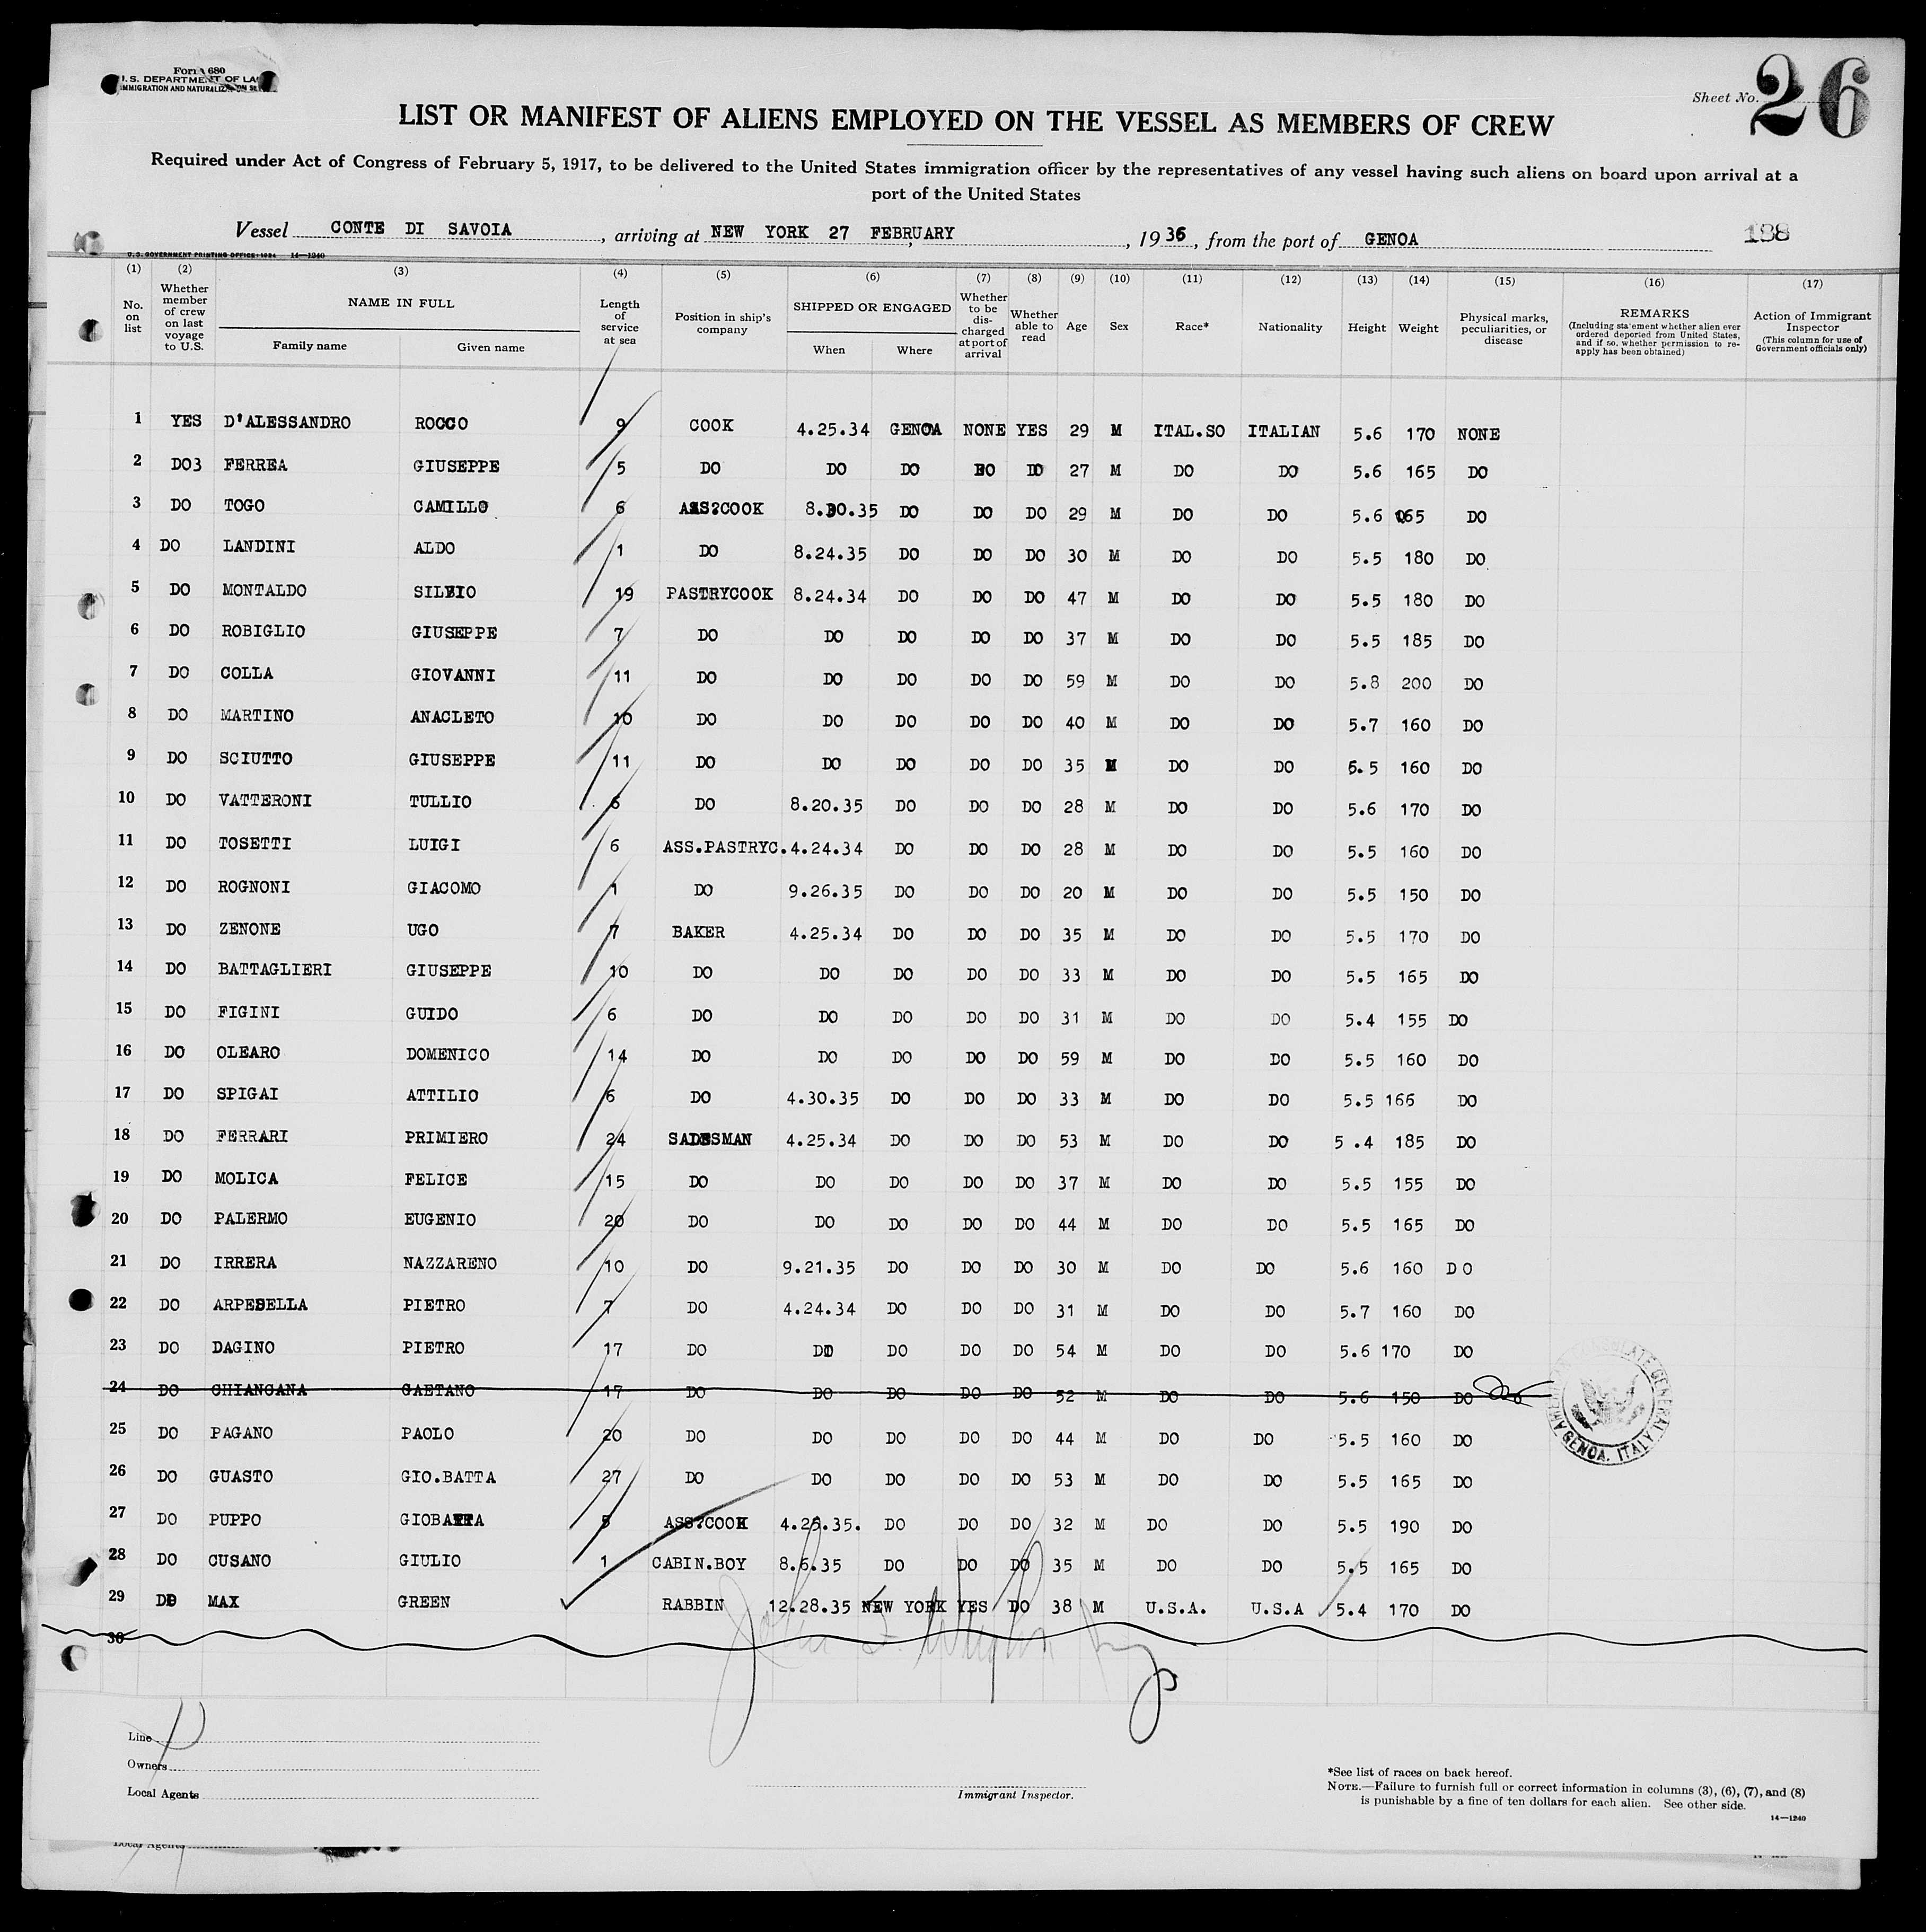 Form 680
U.S. DEPARTMENT OF LA
IMMIGRATION AND NATURALIZATION SE
Sheet No. 26
LIST OR MANIFEST OF ALIENS EMPLOYED ON THE VESSEL AS MEMBERS OF CREW
Required under Act of Congress of February 5, 1917, to be delivered to the United States immigration officer by the representatives of any vessel having such aliens on board upon arrival at a
port of the United States
Vessel CONTE DI SAVOIA, arriving at NEW YORK 27 FEBRUARY, 1936, from the port of GENOA 188
U.S. GOVERNMENT PRINTING OFFICE: 1934 14—1240
(1) No. on list
(2) Whether member of crew on last voyage to U.S.
(3) NAME IN FULL Family name Given name
(4) Length of service at sea
(5) Position in ship's company
(6) SHIPPED OR ENGAGED When Where
(7) Whether to be discharged at port of arrival
(8) Whether able to read
(9) Age
(10) Sex
(11) Race*
(12) Nationality
(13) Height
(14) Weight
(15) Physical marks, peculiarities, or disease
(16) REMARKS (Including statement whether alien ever ordered deported from United States, and if so, whether permission to re-apply has been obtained)
(17) Action of Immigrant Inspector (This column for use of Government officials only)
1 YES D'ALESSANDRO ROCCO 9 COOK 4.25.34 GENOA NONE YES 29 M ITAL.SO ITALIAN 5.6 170 NONE
2 DO3 FERREA GIUSEPPE 5 DO DO DO DO DO 27 M DO DO 5.6 165 DO
3 DO TOGO CAMILLO 6 ASS?COOK 8.30.35 DO DO DO 29 M DO DO 5.6 165 DO
4 DO LANDINI ALDO 1 DO 8.24.35 DO DO DO 30 M DO DO 5.5 180 DO
5 DO MONTALDO SILVIO 19 PASTRYCOOK 8.24.34 DO DO DO 47 M DO DO 5.5 180 DO
6 DO ROBIGLIO GIUSEPPE 7 DO DO DO DO DO 37 M DO DO 5.5 185 DO
7 DO COLLA GIOVANNI 11 DO DO DO DO DO 59 M DO DO 5.8 200 DO
8 DO MARTINO ANACLETO 10 DO DO DO DO DO 40 M DO DO 5.7 160 DO
9 DO SCIUTTO GIUSEPPE 11 DO DO DO DO DO 35 M DO DO 6.5 160 DO
10 DO VATTERONI TULLIO 6 DO 8.20.35 DO DO DO 28 M DO DO 5.6 170 DO
11 DO TOSETTI LUIGI 6 ASS.PASTRYC. 4.24.34 DO DO DO 28 M DO DO 5.5 160 DO
12 DO ROGNONI GIACOMO 1 DO 9.26.35 DO DO DO 20 M DO DO 5.5 150 DO
13 DO ZENONE UGO 7 BAKER 4.25.34 DO DO DO 35 M DO DO 5.5 170 DO
14 DO BATTAGLIERI GIUSEPPE 10 DO DO DO DO DO 33 M DO DO 5.5 165 DO
15 DO FIGINI GUIDO 6 DO DO DO DO DO 31 M DO DO 5.4 155 DO
16 DO OLEARO DOMENICO 14 DO DO DO DO DO 59 M DO DO 5.5 160 DO
17 DO SPIGAI ATTILIO 6 DO 4.30.35 DO DO DO 33 M DO DO 5.5 166 DO
18 DO FERRARI PRIMIERO 24 4.25.34 DO DO DO 53 M DO DO 5 .4 185 DO
19 DO MOLICA FELICE 15 DO DO DO DO DO 37 M DO DO 5.5 155 DO
20 DO PALERMO EUGENIO 20 DO DO DO DO DO 44 M DO DO 5.5 165 DO
21 DO IRRERA NAZZARENO 10 DO 9.21.35 DO DO DO 30 M DO DO 5.6 160 D O
22 DO ARPESELLA PIETRO 7 DO 4.24.34 DO DO DO 31 M DO DO 5.7 160 DO
23 DO DAGINO PIETRO 17 DO DO DO DO DO 54 M DO DO 5.6 170 DO
24 DO CHIANCANA GAETANO 17 DO DO DO DO DO 52 M DO DO 5.6 150 DO
25 DO PAGANO PAOLO 20 DO DO DO DO DO 44 M DO DO 5.5 160 DO
26 DO GUASTO GIO.BATTA 27 DO DO DO DO DO 53 M DO DO 5.5 165 DO
27 DO PUPPO GIOBATTA 5 ASS?COOK 4.25.35. DO DO DO 32 M DO DO 5.5 190 DO
28 DO CUSANO GIULIO 1 CABIN.BOY 8.6.35 DO DO DO 35 M DO DO 5.5 165 DO
29 DO MAX GREEN RABBIN 12.28.35 NEW YORK YES DO 38 M U.S.A. U.S.A 5.4 170 DO
30
AMERICAN CONSULATE GENERAL GENOA, ITALY
Line
Owners
Local Agents
Immigrant Inspector.
*See list of races on back hereof.
NOTE.—Failure to furnish full or correct information in columns (3), (6), (7), and (8)
is punishable by a fine of ten dollars for each alien. See other side.
14—1240
Local Agents